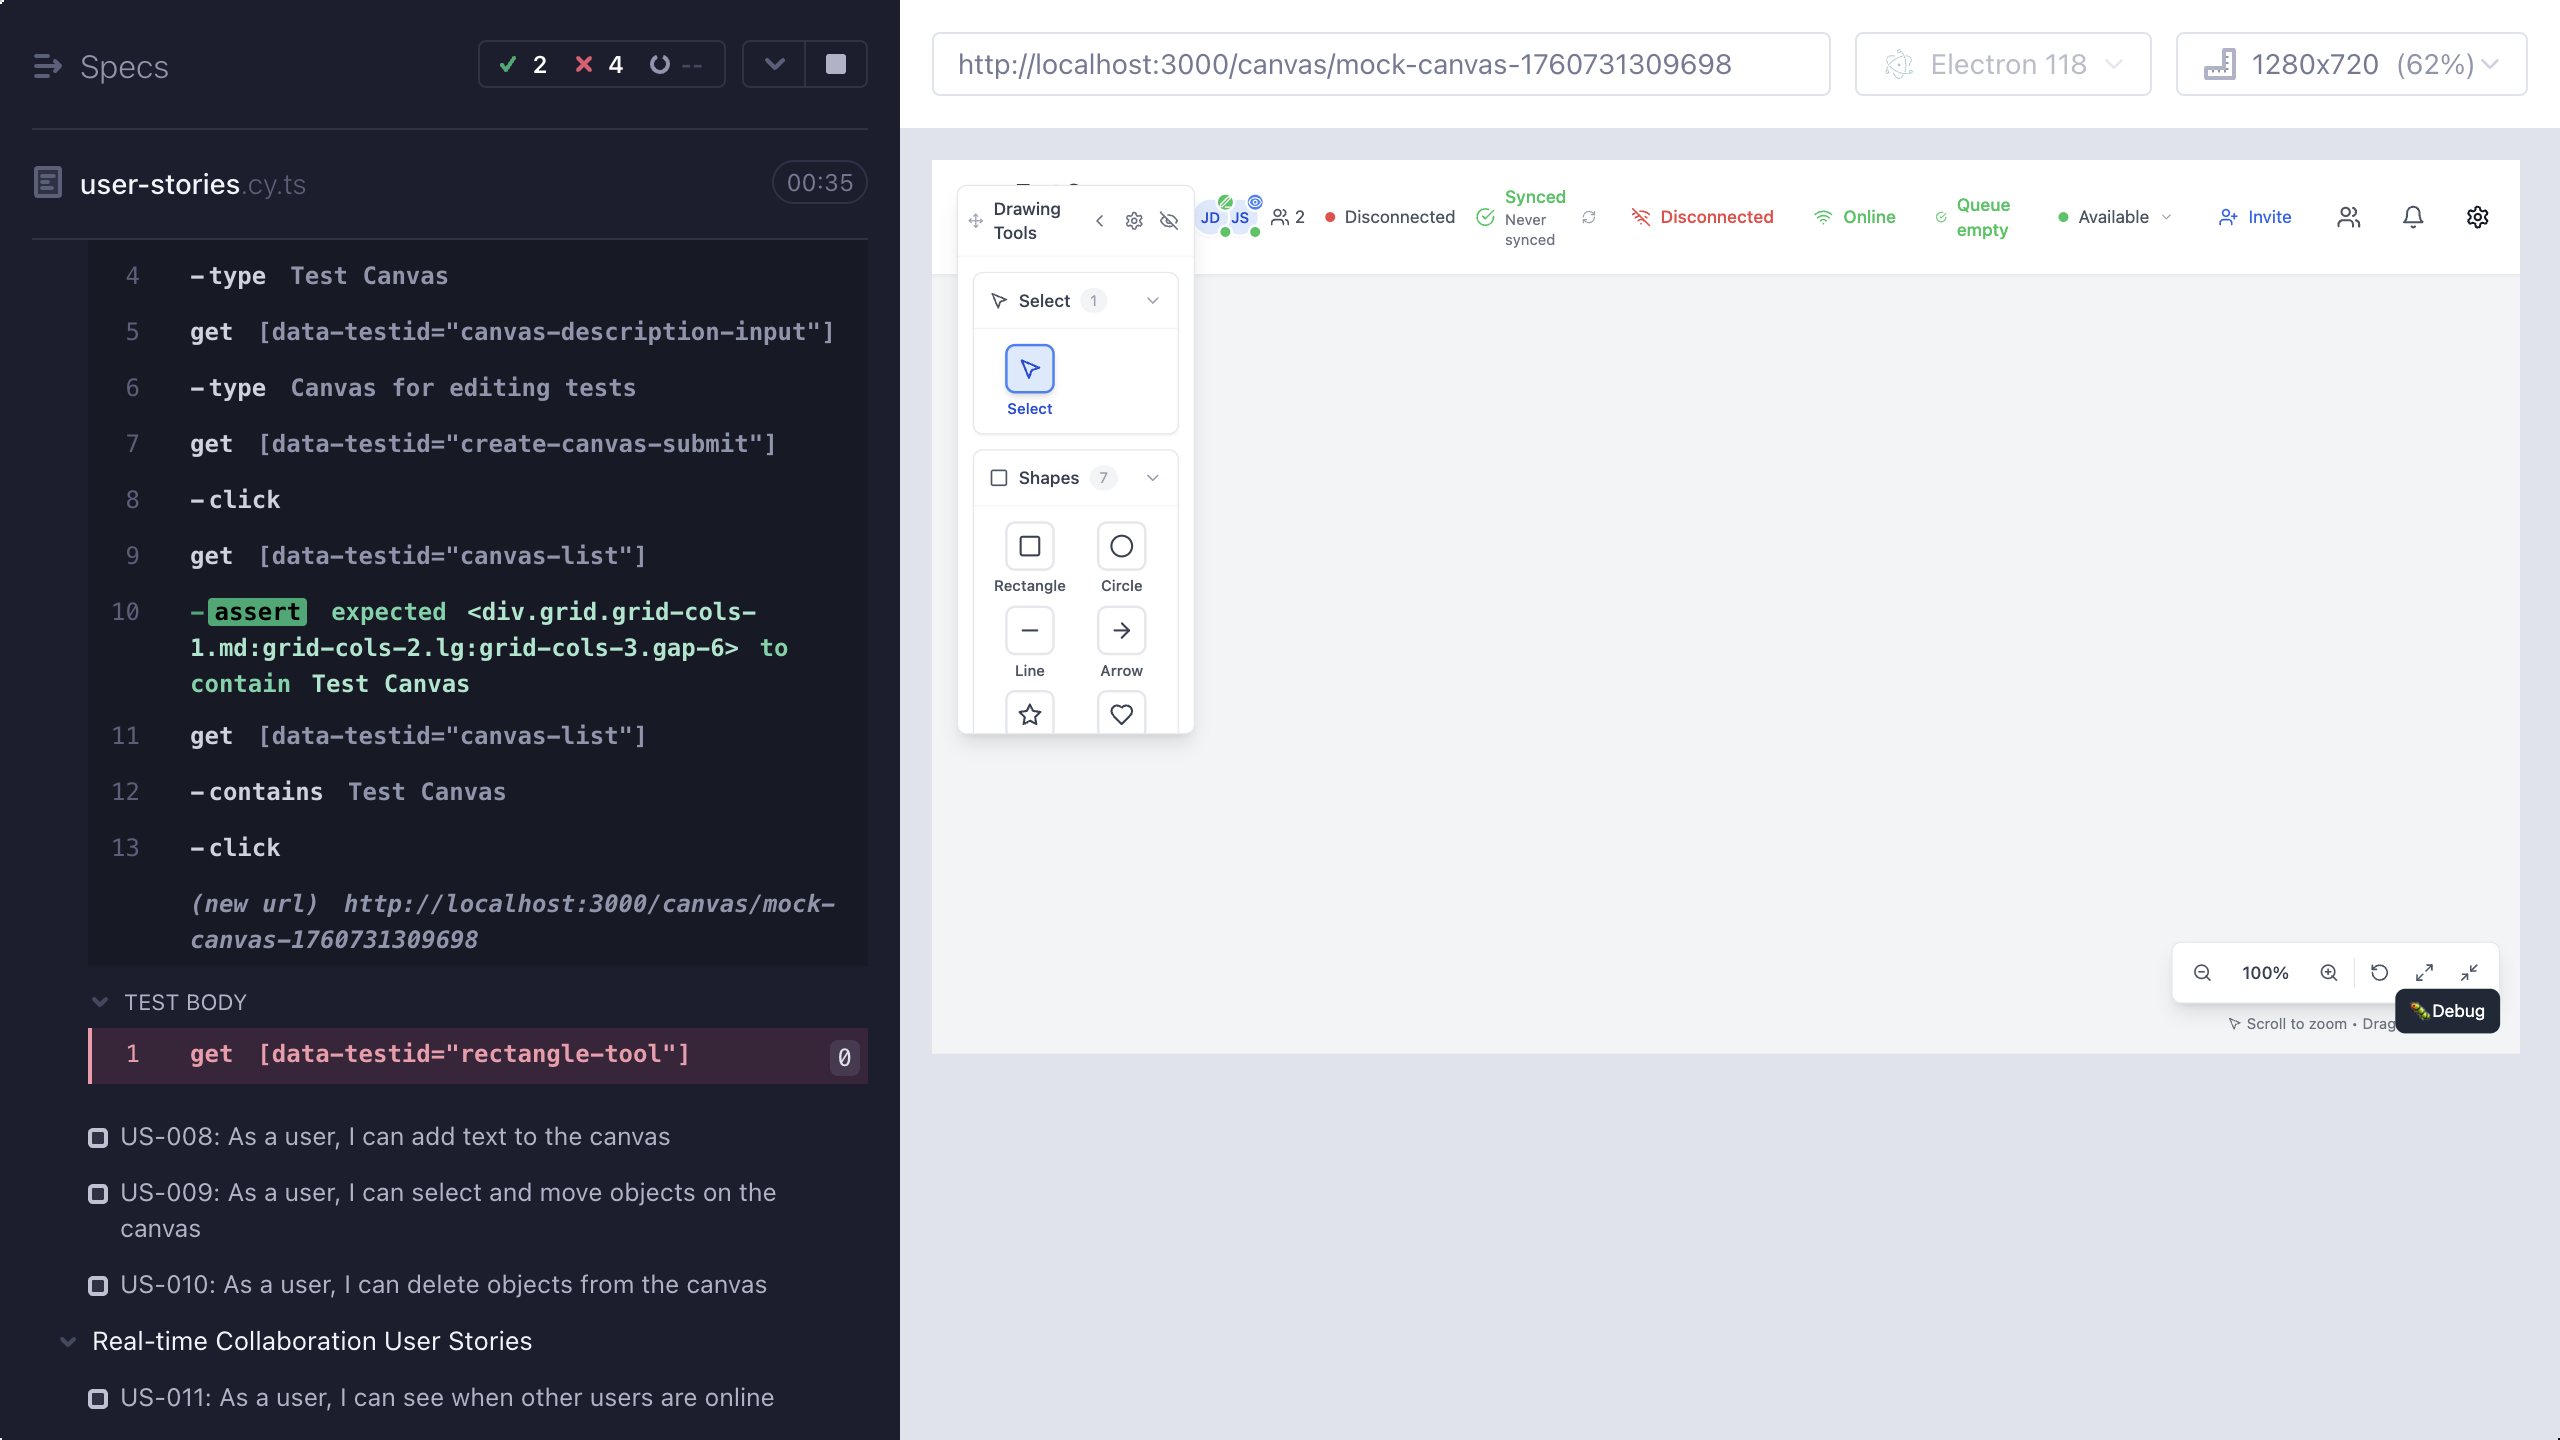 Specs
2
4
--
user-stories.cy.ts
00:35
4 -type Test Canvas
5 get [data-testid="canvas-description-input"]
6 -type Canvas for editing tests
7 get [data-testid="create-canvas-submit"]
8 -click
9 get [data-testid="canvas-list"]
10 -assert expected <div.grid.grid-cols-
1.md:grid-cols-2.lg:grid-cols-3.gap-6> to
contain Test Canvas
11 get [data-testid="canvas-list"]
12 -contains Test Canvas
13 -click
(new url) http://localhost:3000/canvas/mock-
canvas-1760731309698
TEST BODY
1 get [data-testid="rectangle-tool"] 0
US-008: As a user, I can add text to the canvas
US-009: As a user, I can select and move objects on the
canvas
US-010: As a user, I can delete objects from the canvas
Real-time Collaboration User Stories
US-011: As a user, I can see when other users are online
http://localhost:3000/canvas/mock-canvas-1760731309698
Electron 118
1280x720 (62%)
Drawing
Tools
JD
JS
2
Disconnected
Synced
Never
synced
Disconnected
Online
Queue
empty
Available
Invite
Select 1
Select
Shapes 7
Rectangle
Circle
Line
Arrow
100%
Debug
Scroll to zoom • Drag